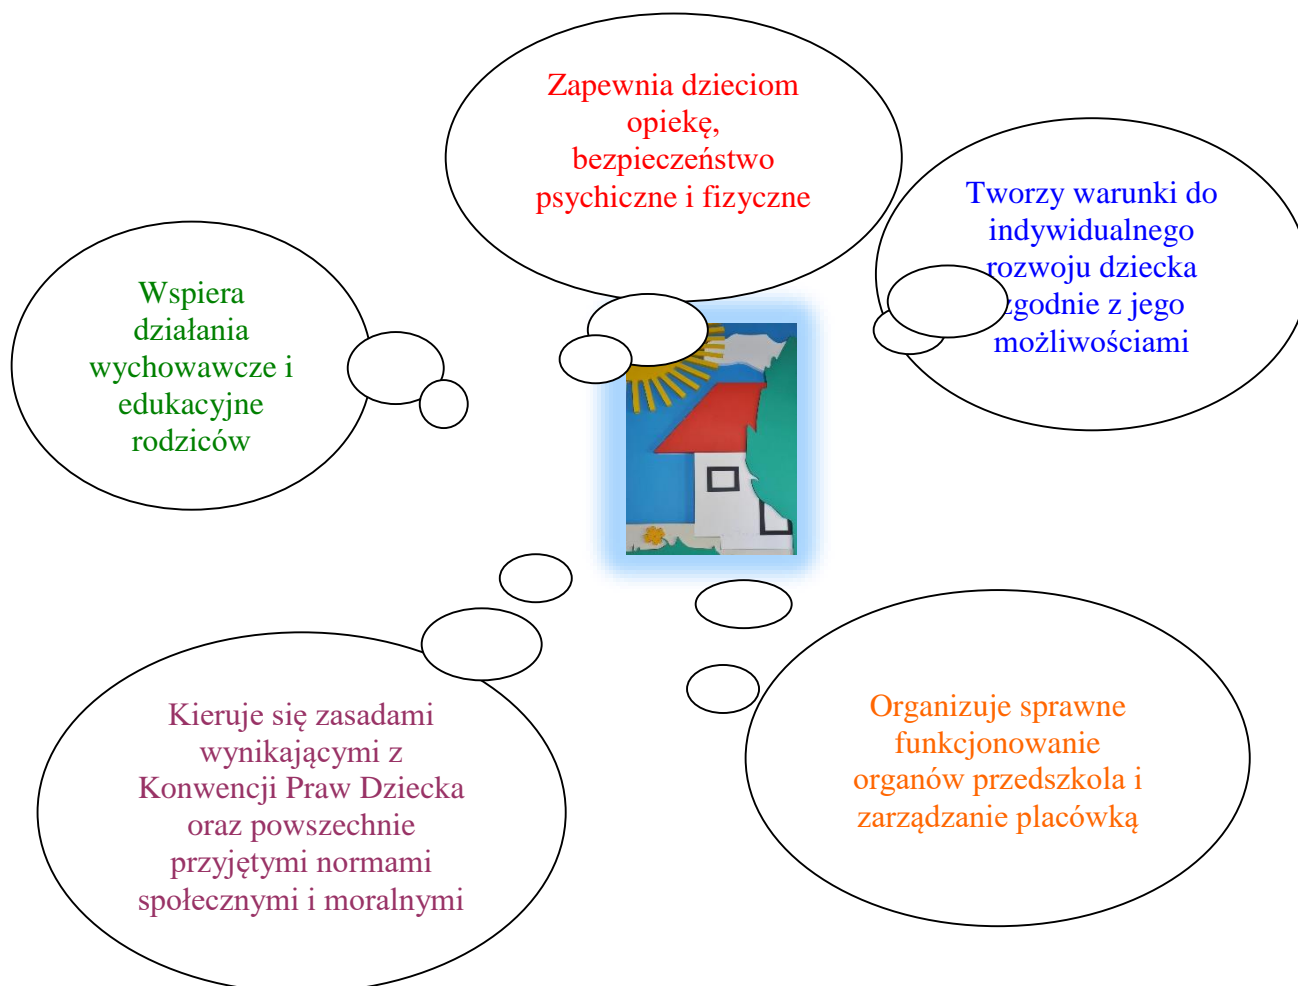 Zapewnia dzieciom
opiekę,
bezpieczeństwo
psychiczne i fizyczne
Tworzy warunki do
indywidualnego
rozwoju dziecka
zgodnie z jego
możliwościami
Wspiera
działania
wychowawcze i
edukacyjne
rodziców
Kieruje się zasadami
wynikającymi z
Konwencji Praw Dziecka
oraz powszechnie
przyjętymi normami
społecznymi i moralnymi
Organizuje sprawne
funkcjonowanie
organów przedszkola i
zarządzanie placówką